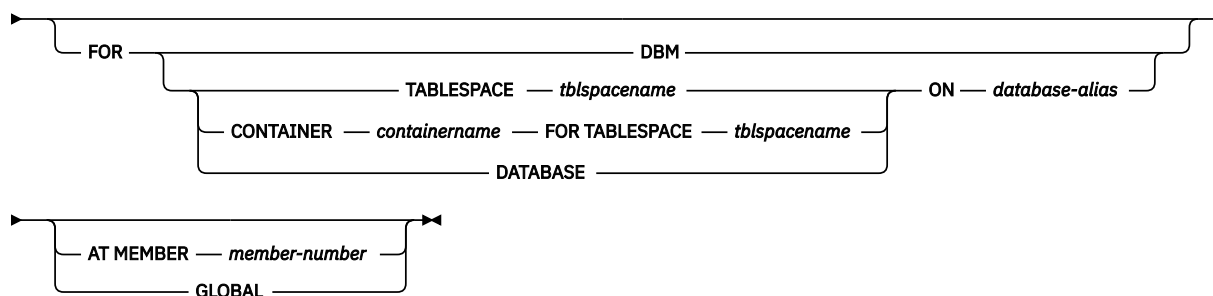 FOR DBM
TABLESPACE tblspacename ON database-alias
CONTAINER containername FOR TABLESPACE tblspacename
DATABASE
AT MEMBER member-number
GLOBAL